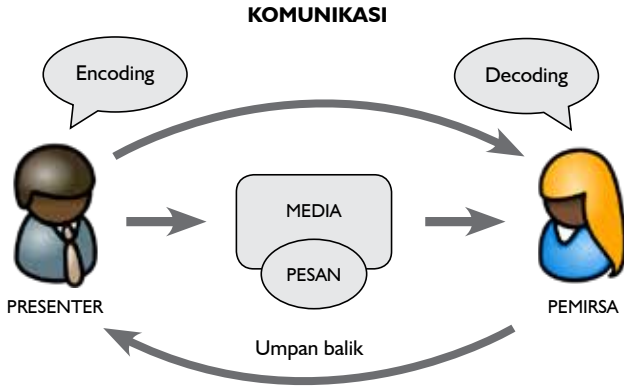 KOMUNIKASI
Encoding
Decoding
MEDIA
PESAN
PRESENTER
PEMIRSA
Umpan balik